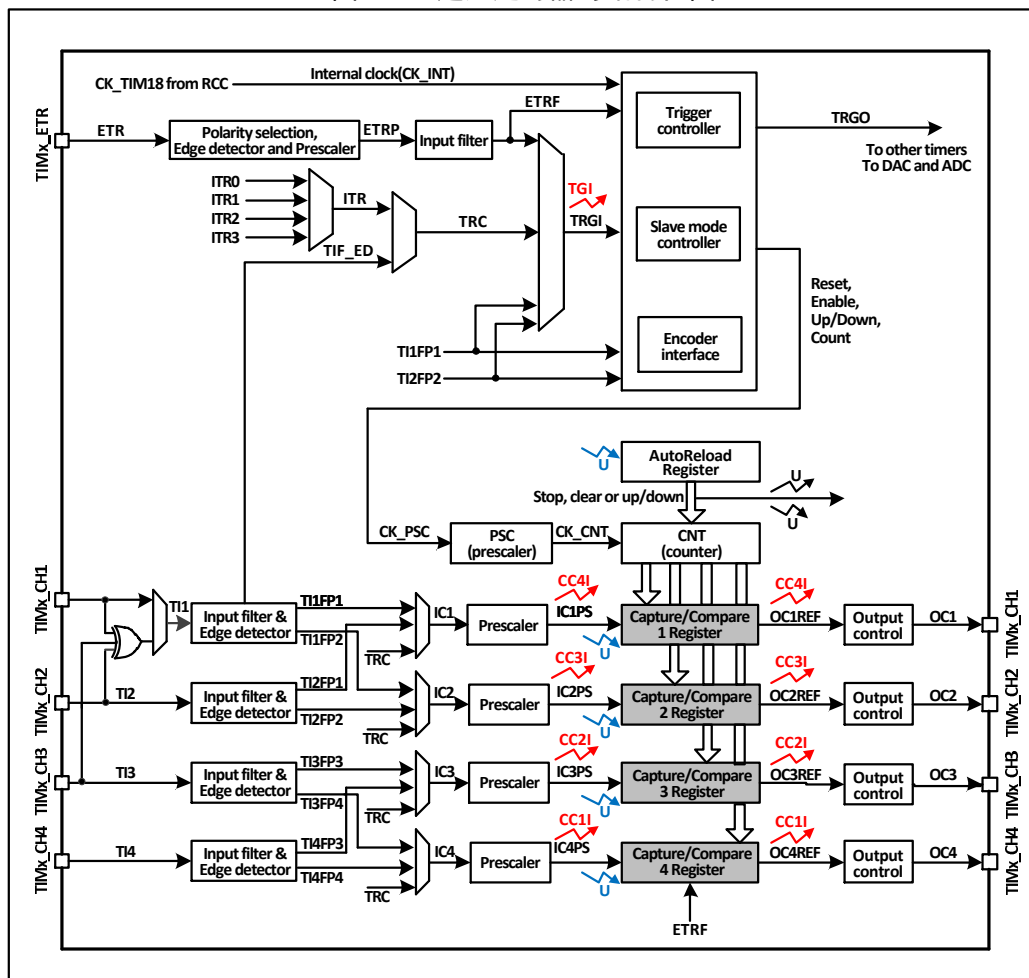 Internal clock(CK_INT)
CK_TIM18 from RCC
ETRF
Trigger
controller
TRGO
To other timers
To DAC and ADC
TIMx_ETR
ETR
Polarity selection,
Edge detector and Prescaler
ETRP
Input filter
ITR0
ITR1
ITR2
ITR3
ITR
TIF_ED
TRC
TGI
TRGI
Slave mode
controller
Reset,
Enable,
Up/Down,
Count
Encoder
interface
TI1FP1
TI2FP2
U
AutoReload
Register
Stop, clear or up/down
U
U
CK_PSC
PSC
(prescaler)
CK_CNT
CNT
(counter)
TIMx_CH1
TI1
Input filter &
Edge detector
TI1FP1
TI1FP2
TRC
IC1
Prescaler
CC4I
IC1PS
U
Capture/Compare
1 Register
CC4I
OC1REF
Output
control
OC1
TIMx_CH1
TIMx_CH2
TI2
Input filter &
Edge detector
TI2FP1
TI2FP2
TRC
IC2
Prescaler
CC3I
IC2PS
U
Capture/Compare
2 Register
CC3I
OC2REF
Output
control
OC2
TIMx_CH2
TIMx_CH3
TI3
Input filter &
Edge detector
TI3FP3
TI3FP4
TRC
IC3
Prescaler
CC2I
IC3PS
U
Capture/Compare
3 Register
CC2I
OC3REF
Output
control
OC3
TIMx_CH3
TIMx_CH4
TI4
Input filter &
Edge detector
TI4FP3
TI4FP4
TRC
IC4
Prescaler
CC1I
IC4PS
U
Capture/Compare
4 Register
CC1I
OC4REF
Output
control
OC4
TIMx_CH4
ETRF